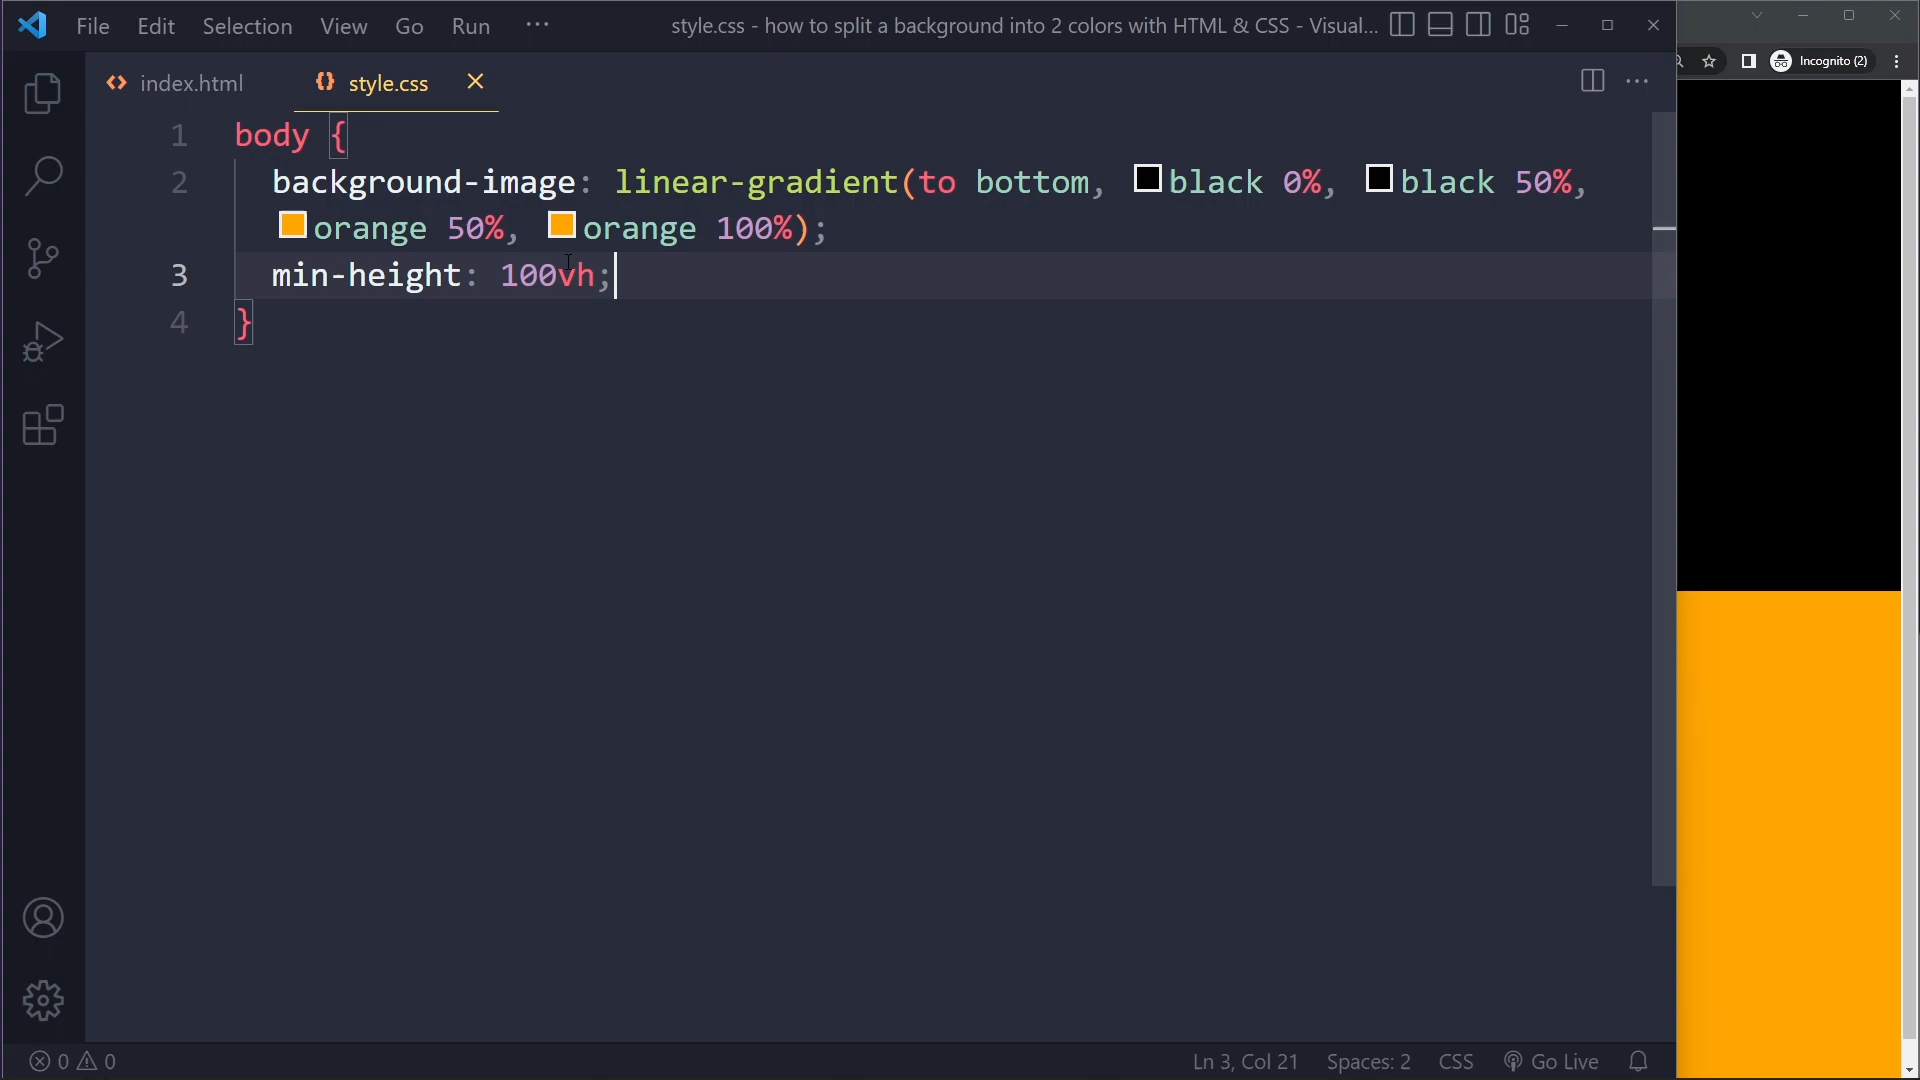 File Edit Selection View Go Run ··· style.css - how to split a background into 2 colors with HTML & CSS - Visual...
Incognito (2)
index.html {} style.css
1 body {
2 background-image: linear-gradient(to bottom, black 0%, black 50%,
orange 50%, orange 100%);
3 min-height: 100vh;
4 }
0 0 Ln 3, Col 21 Spaces: 2 CSS Go Live